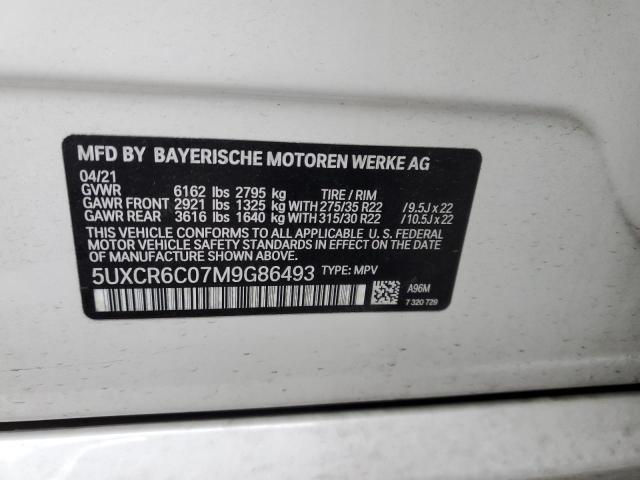 MFD BY BAYERISCHE MOTOREN WERKE AG
04/21
GVWR 6162 lbs 2795 kg TIRE / RIM
GAWR FRONT 2921 lbs 1325 kg WITH 275/35 R22 / 9.5J x 22
GAWR REAR 3616 lbs 1640 kg WITH 315/30 R22 / 10.5J x 22
THIS VEHICLE CONFORMS TO ALL APPLICABLE U. S. FEDERAL
MOTOR VEHICLE SAFETY STANDARDS IN EFFECT ON THE DATE
OF MANUFACTURE SHOWN ABOVE.
5UXCR6C07M9G86493 TYPE: MPV
A96M
7 320 729